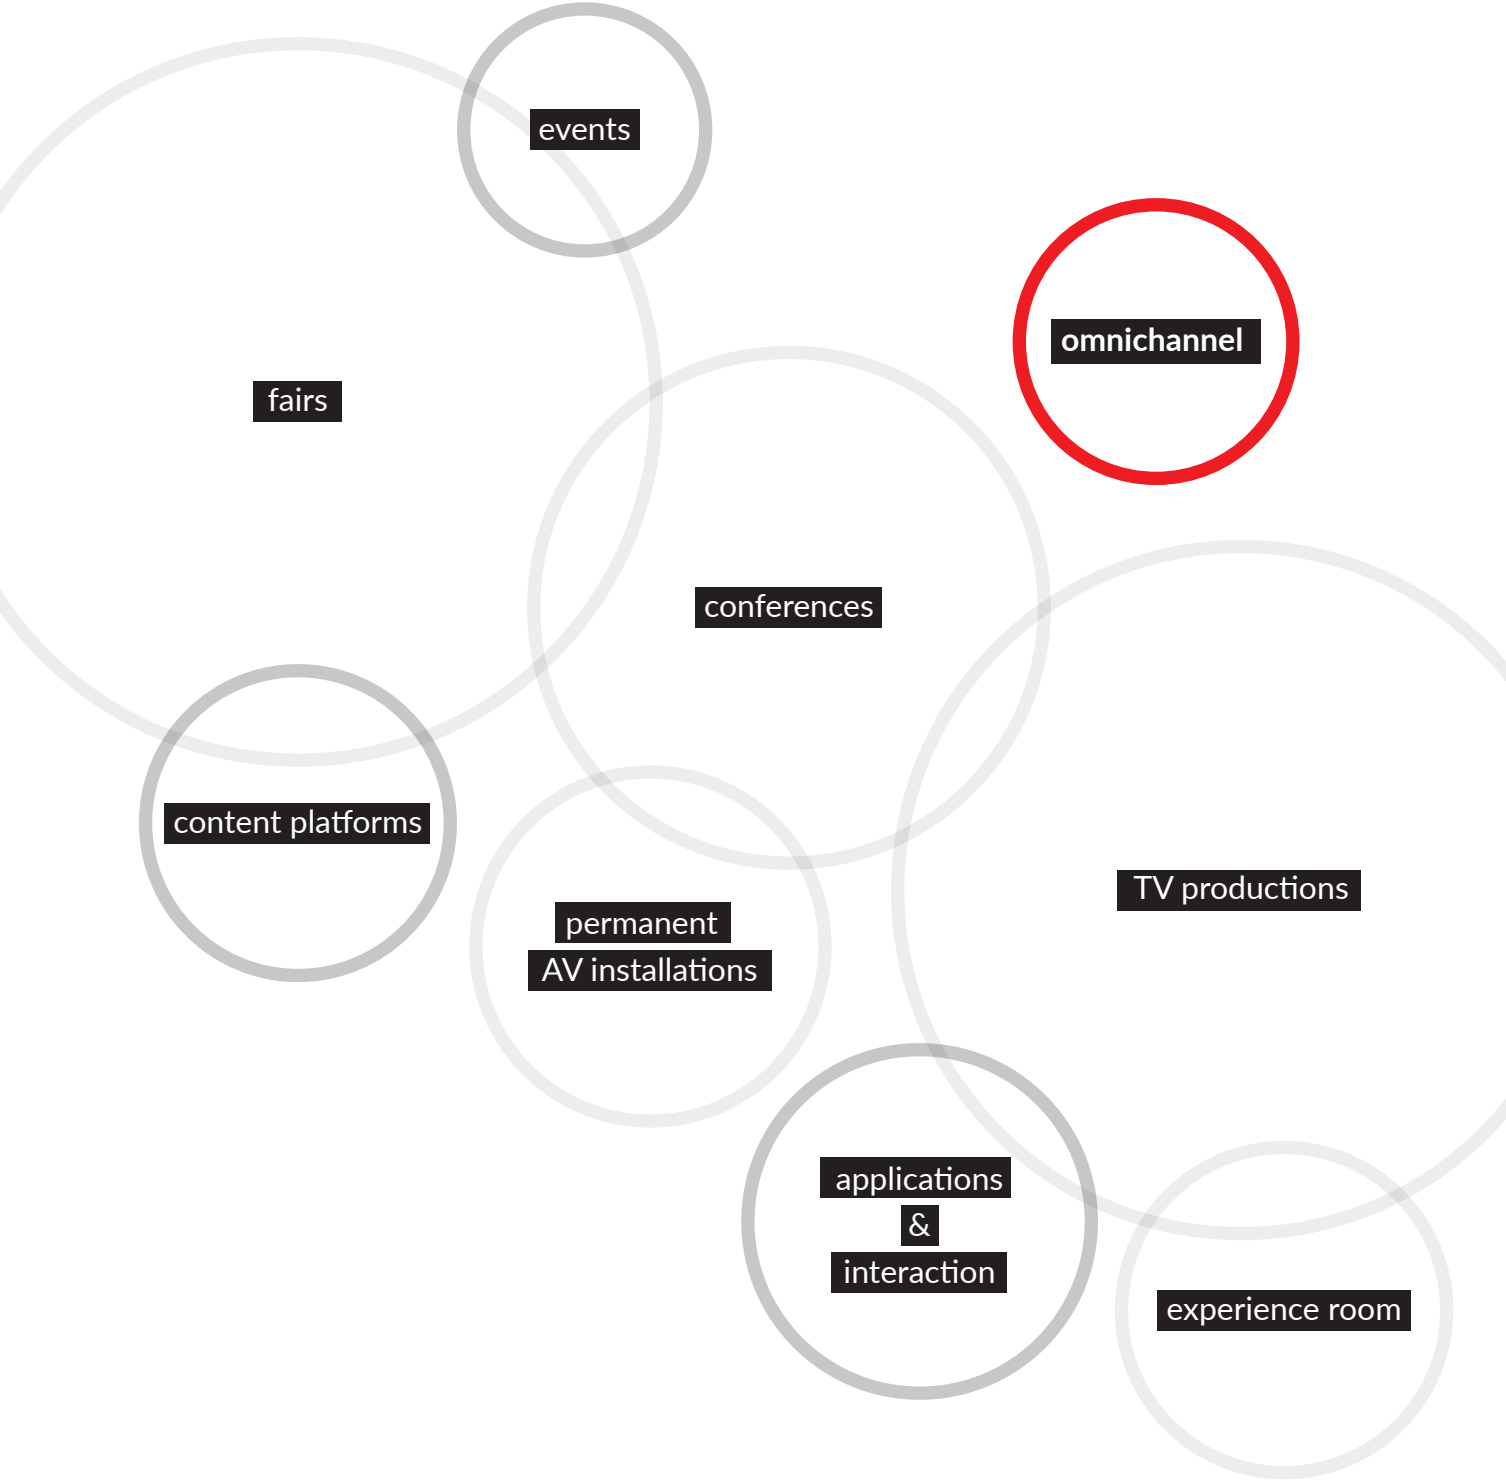 events
omnichannel
fairs
conferences
content platforms
TV productions
permanent
AV installations
applications
&
interaction
experience room